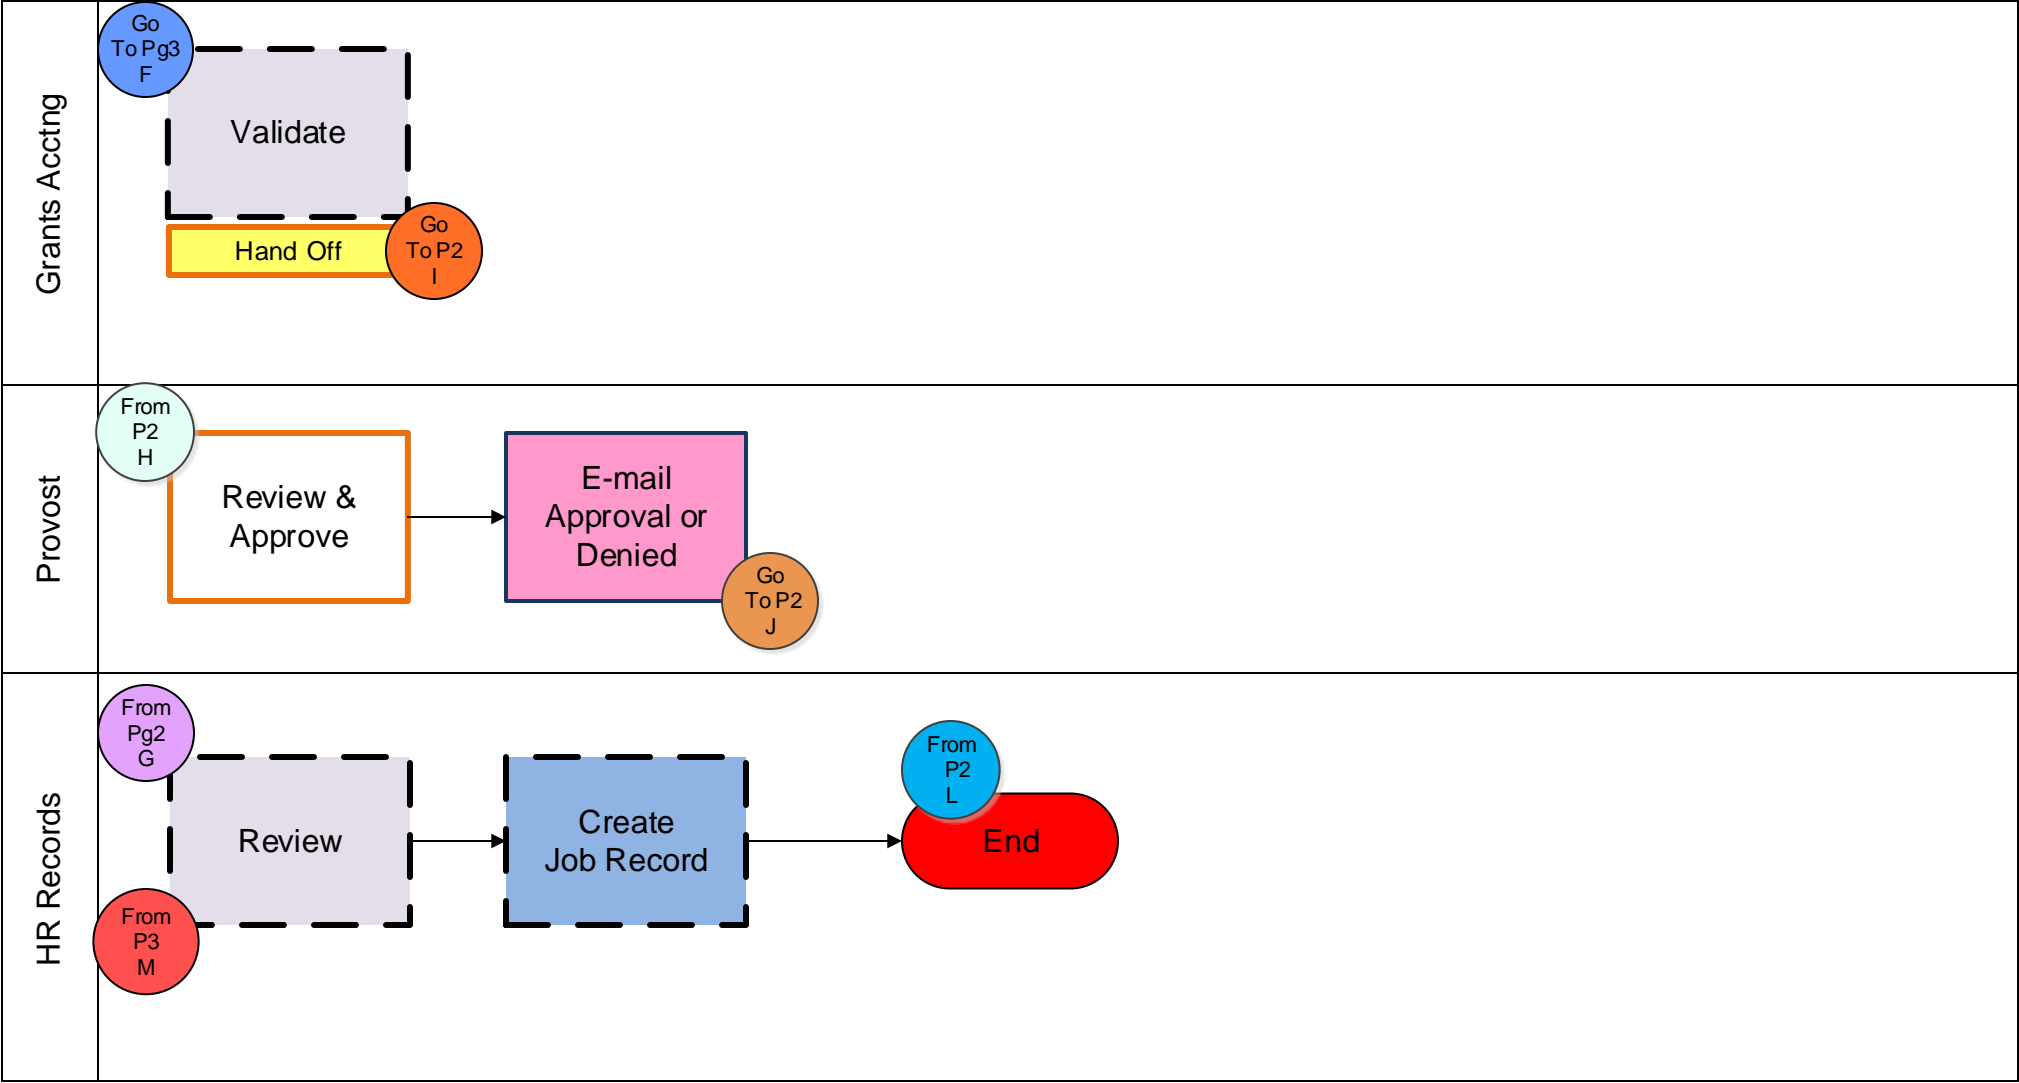 Grants Acctng
Go
To Pg3
F
Validate
Hand Off
Go
To P2
I
Provost
From
P2
H
Review &
Approve
E-mail
Approval or
Denied
Go
To P2
J
HR Records
From
Pg2
G
Review
From
P3
M
Create
Job Record
From
P2
L
End